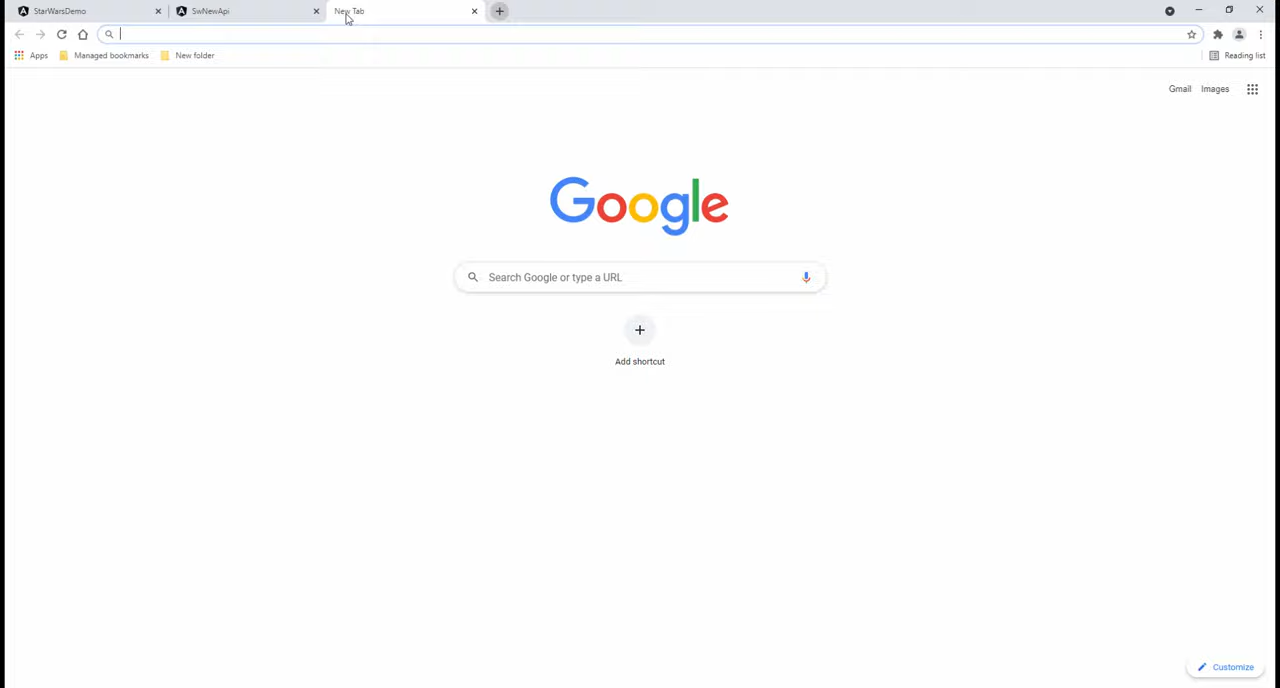 StarWarsDemo
SwNewApi
New Tab
Apps
Managed bookmarks
New folder
Reading list
Gmail
Images
Google
Search Google or type a URL
Add shortcut
Customize